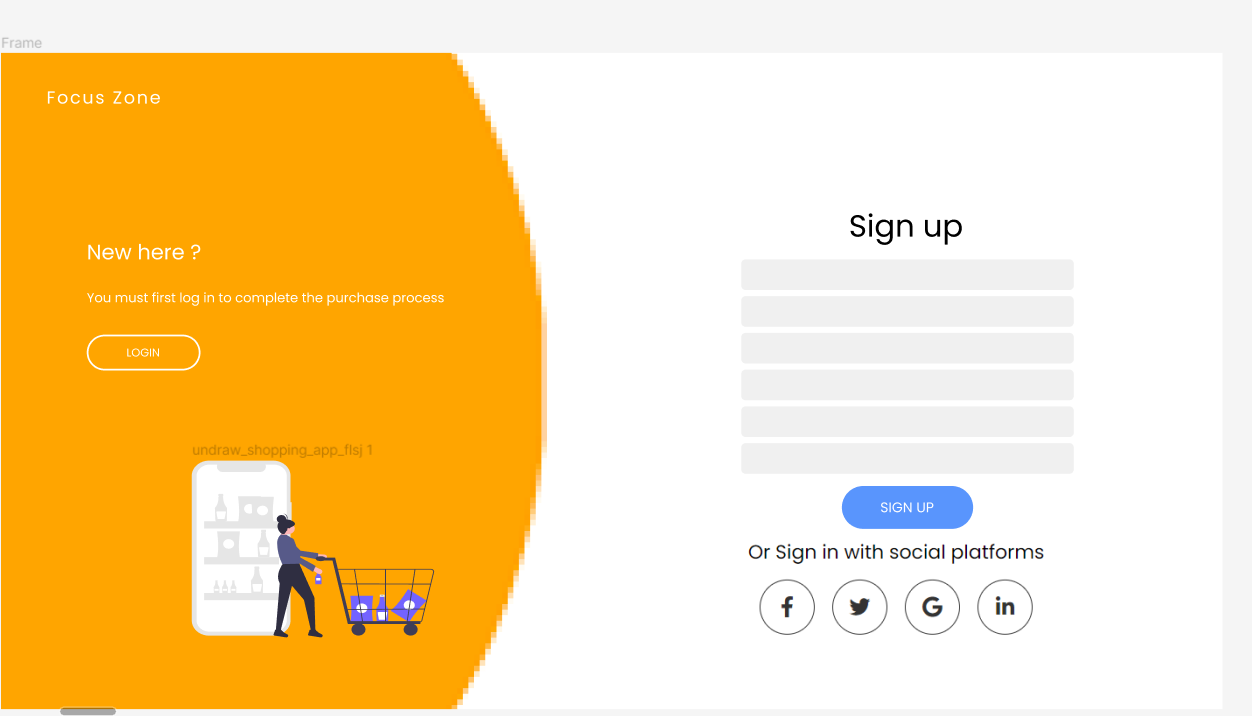 Frame
Focus Zone
New here ?
You must first log in to complete the purchase process
LOGIN
undraw_shopping_app_flsj 1
Sign up
SIGN UP
Or Sign in with social platforms